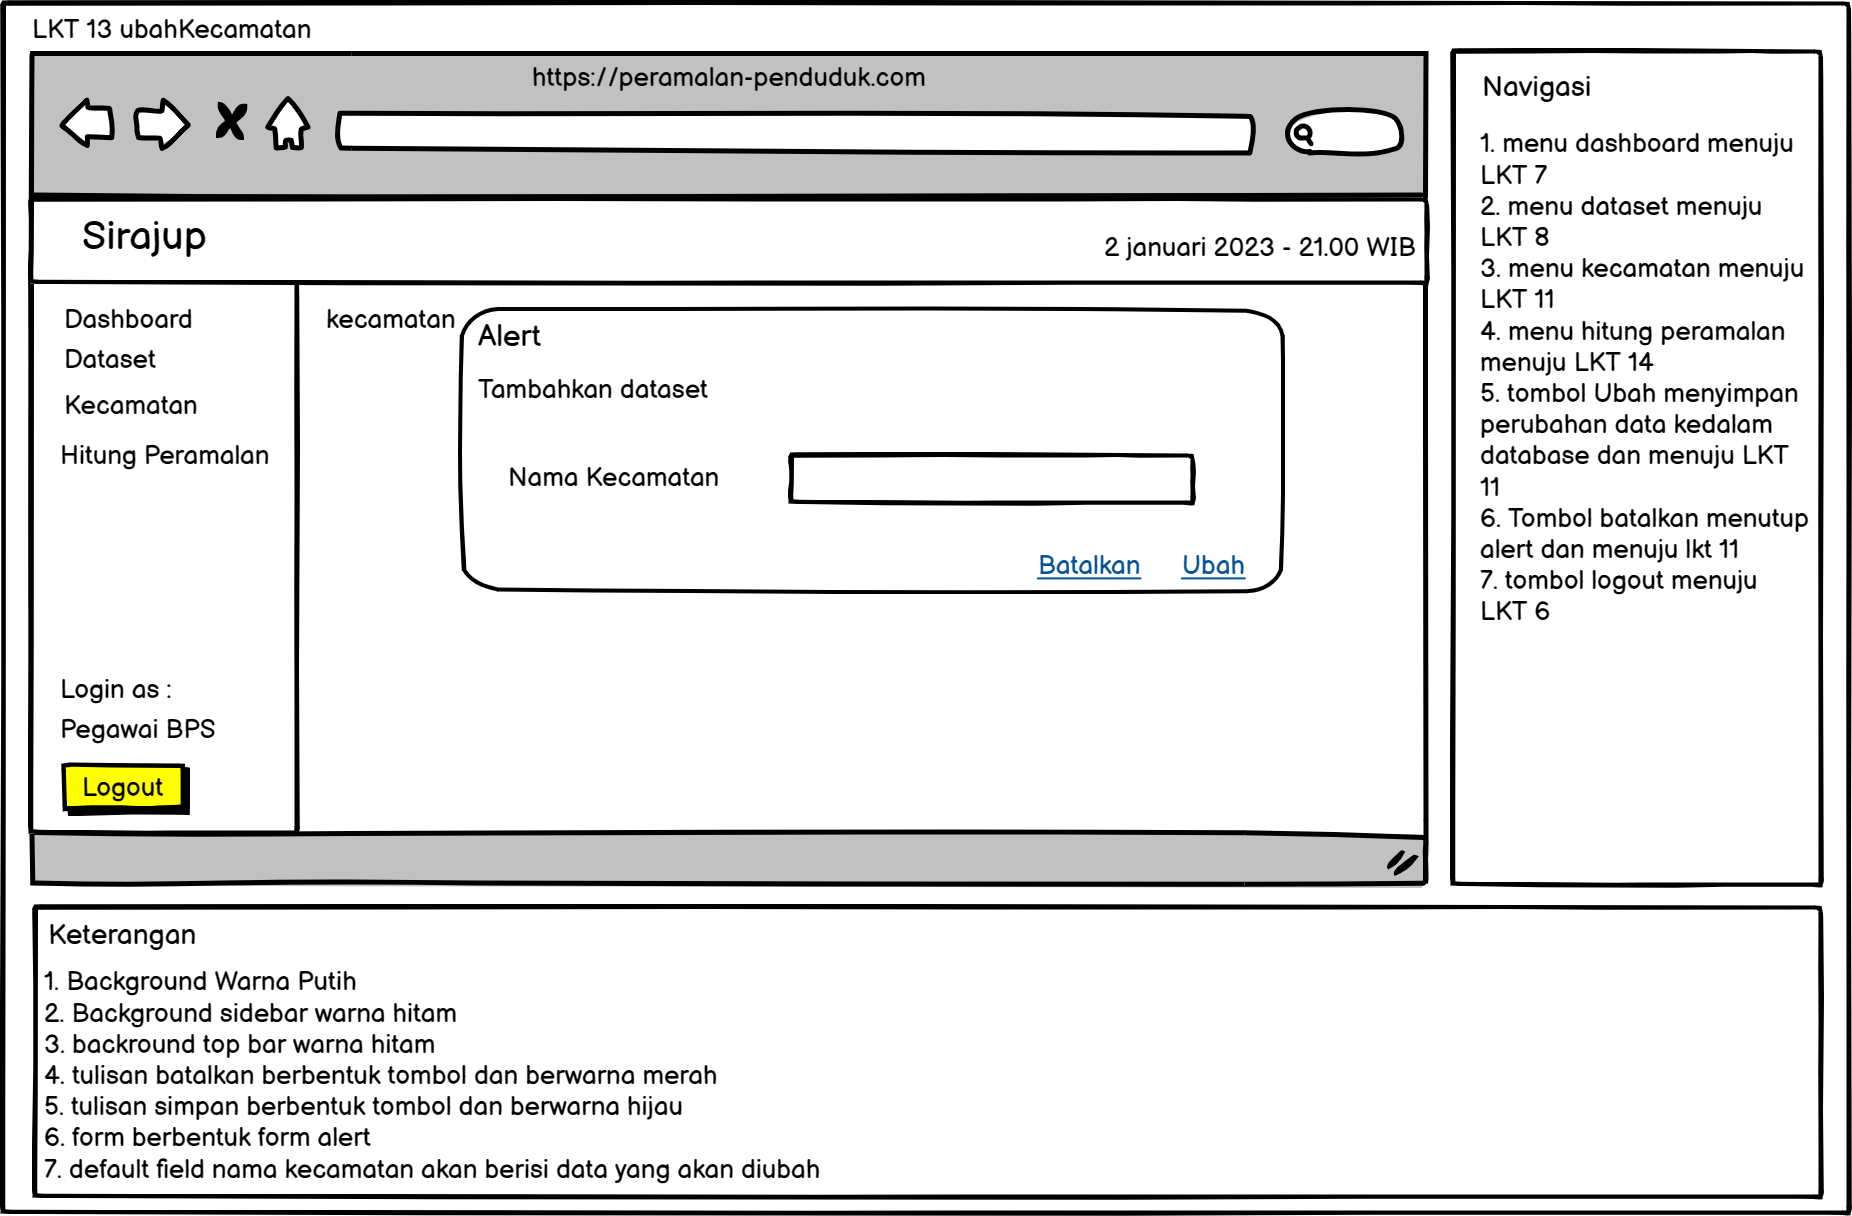 LKT 13 ubahKecamatan
https://peramalan-penduduk.com
Sirajup
2 januari 2023 - 21.00 WIB
Dashboard
Dataset
Kecamatan
Hitung Peramalan
Login as :
Pegawai BPS
Logout
kecamatan
Alert
Tambahkan dataset
Nama Kecamatan
Batalkan Ubah
Navigasi
1. menu dashboard menuju
LKT 7
2. menu dataset menuju
LKT 8
3. menu kecamatan menuju
LKT 11
4. menu hitung peramalan
menuju LKT 14
5. tombol Ubah menyimpan
perubahan data kedalam
database dan menuju LKT
11
6. Tombol batalkan menutup
alert dan menuju lkt 11
7. tombol logout menuju
LKT 6
Keterangan
1. Background Warna Putih
2. Background sidebar warna hitam
3. backround top bar warna hitam
4. tulisan batalkan berbentuk tombol dan berwarna merah
5. tulisan simpan berbentuk tombol dan berwarna hijau
6. form berbentuk form alert
7. default field nama kecamatan akan berisi data yang akan diubah